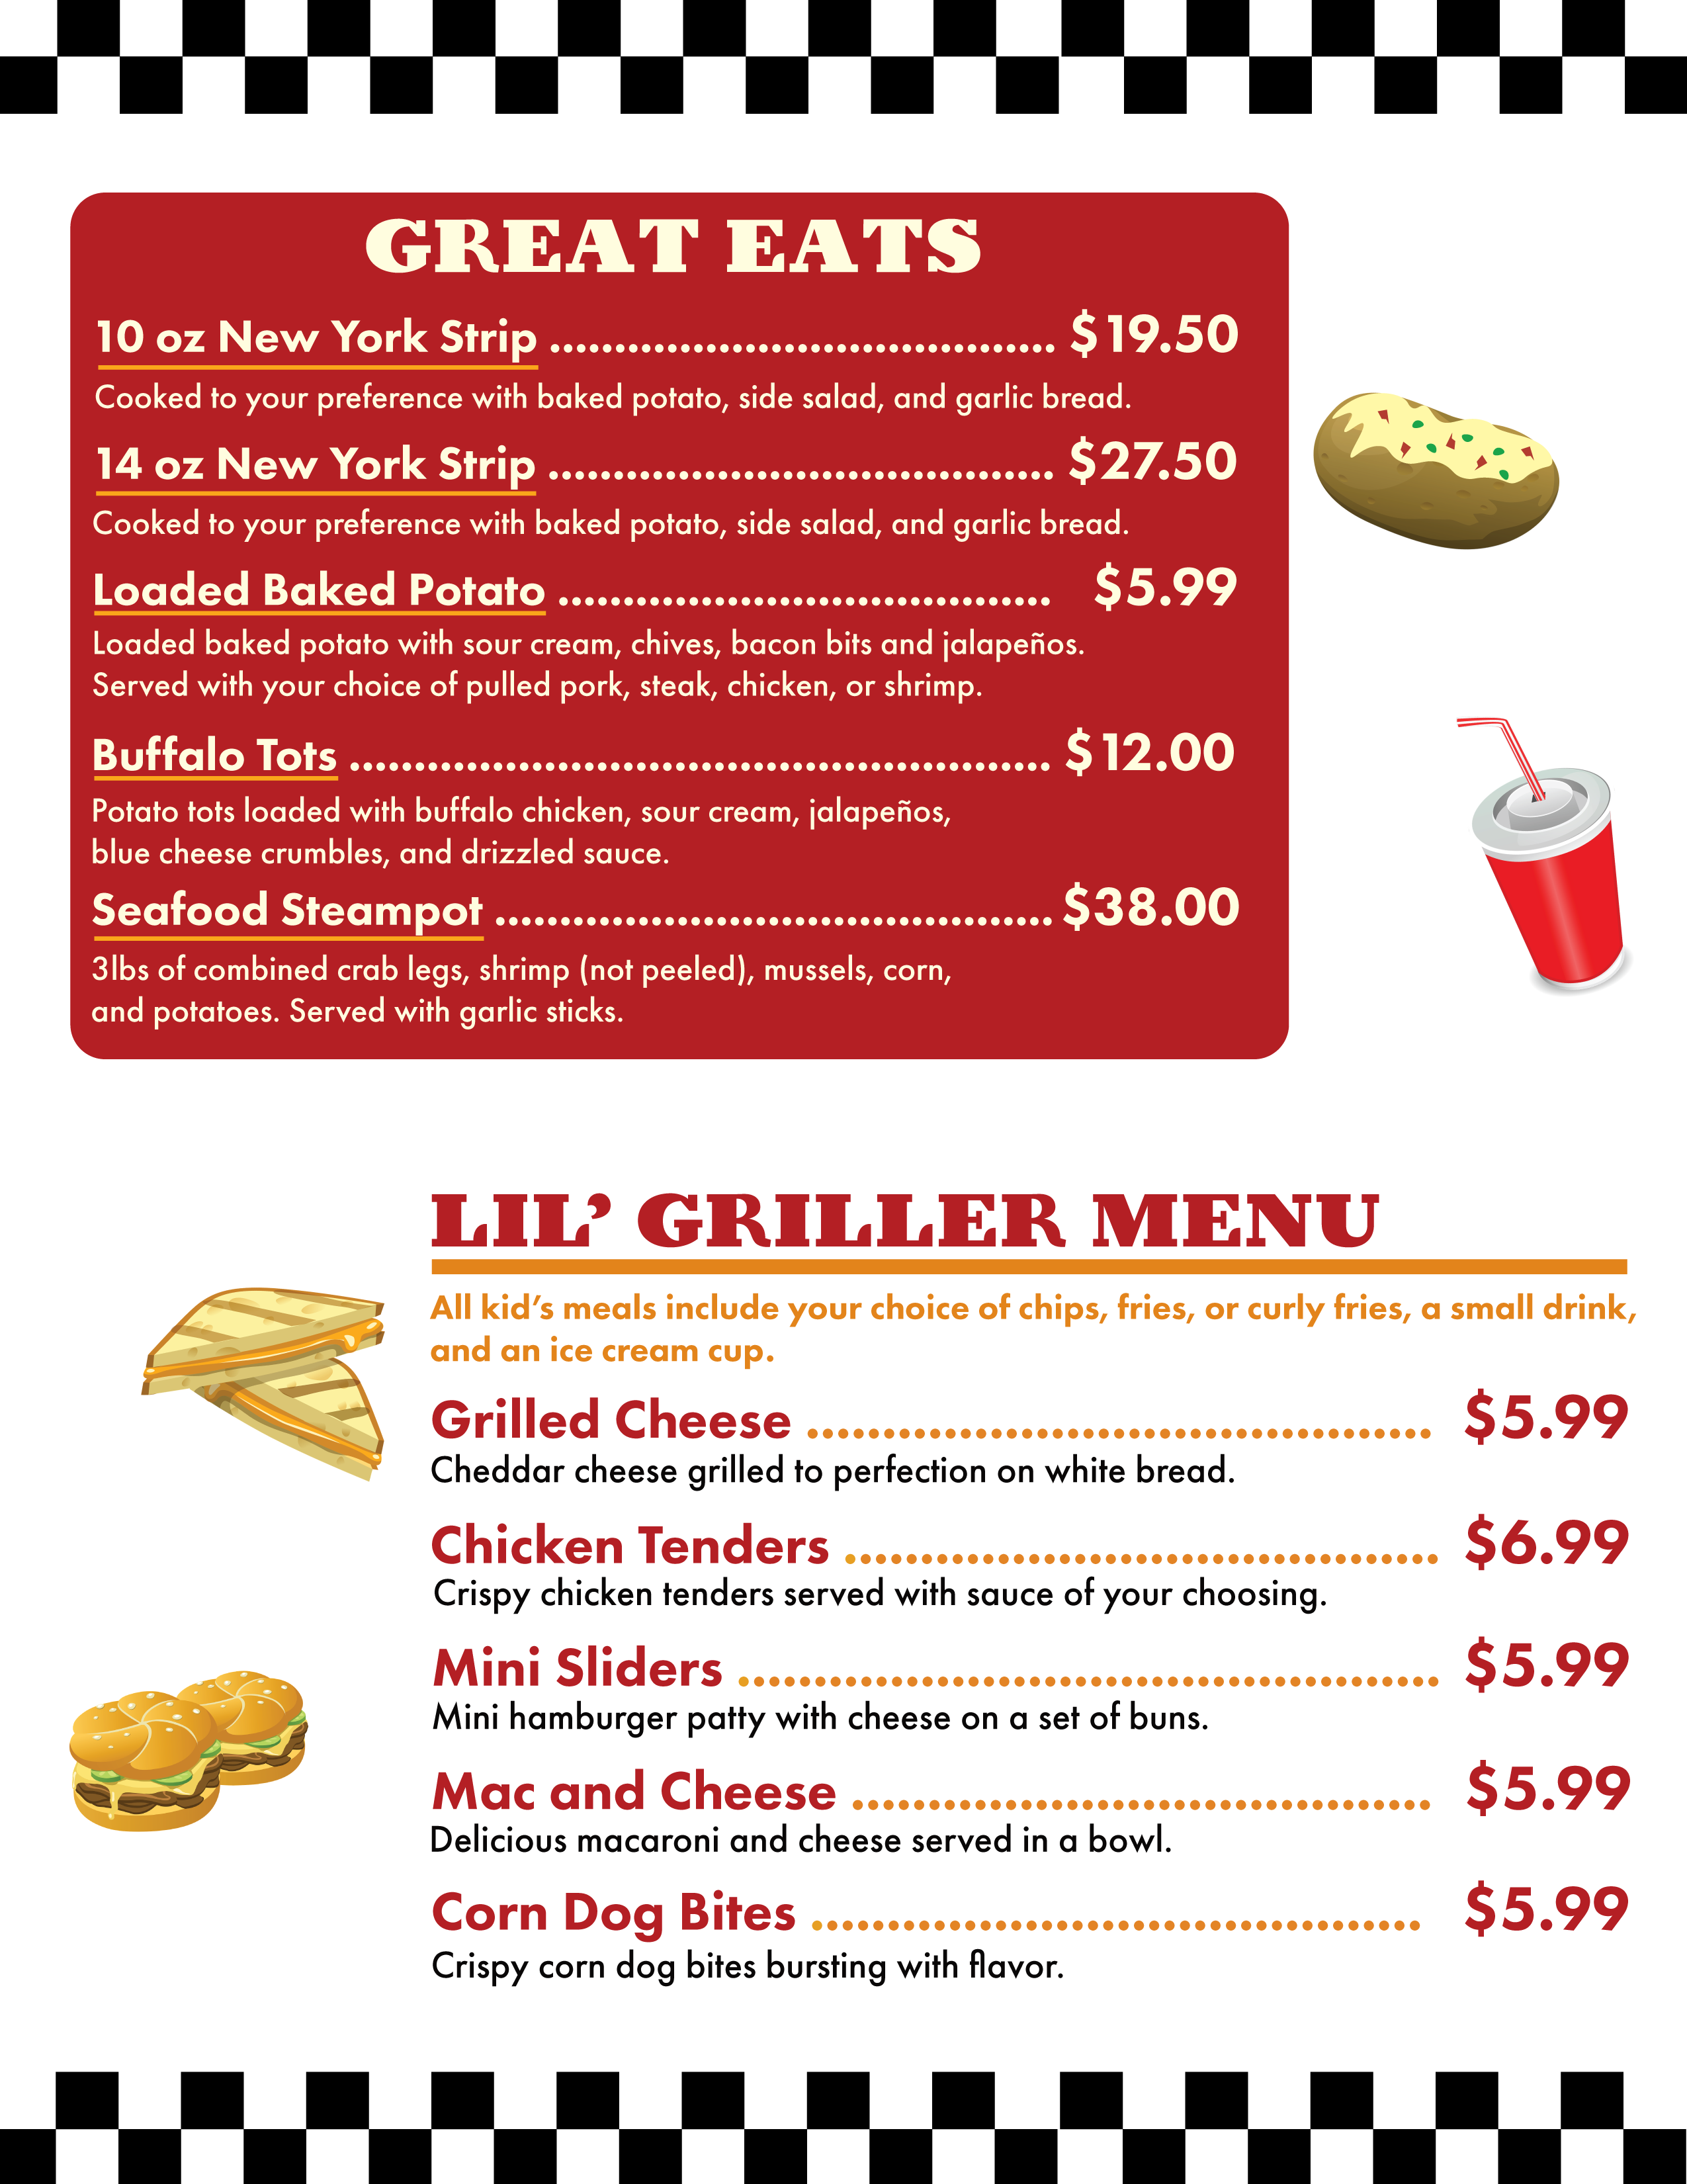 GREAT EATS
10 oz New York Strip ....................................... $19.50
Cooked to your preference with baked potato, side salad, and garlic bread.
14 oz New York Strip ....................................... $27.50
Cooked to your preference with baked potato, side salad, and garlic bread.
Loaded Baked Potato ...................................... $5.99
Loaded baked potato with sour cream, chives, bacon bits and jalapeños.
Served with your choice of pulled pork, steak, chicken, or shrimp.
Buffalo Tots ...................................................... $12.00
Potato tots loaded with buffalo chicken, sour cream, jalapeños,
blue cheese crumbles, and drizzled sauce.
Seafood Steampot ........................................... $38.00
3lbs of combined crab legs, shrimp (not peeled), mussels, corn,
and potatoes. Served with garlic sticks.
LIL’ GRILLER MENU
All kid’s meals include your choice of chips, fries, or curly fries, a small drink,
and an ice cream cup.
Grilled Cheese ......................................... $5.99
Cheddar cheese grilled to perfection on white bread.
Chicken Tenders ....................................... $6.99
Crispy chicken tenders served with sauce of your choosing.
Mini Sliders .............................................. $5.99
Mini hamburger patty with cheese on a set of buns.
Mac and Cheese ...................................... $5.99
Delicious macaroni and cheese served in a bowl.
Corn Dog Bites ........................................ $5.99
Crispy corn dog bites bursting with flavor.